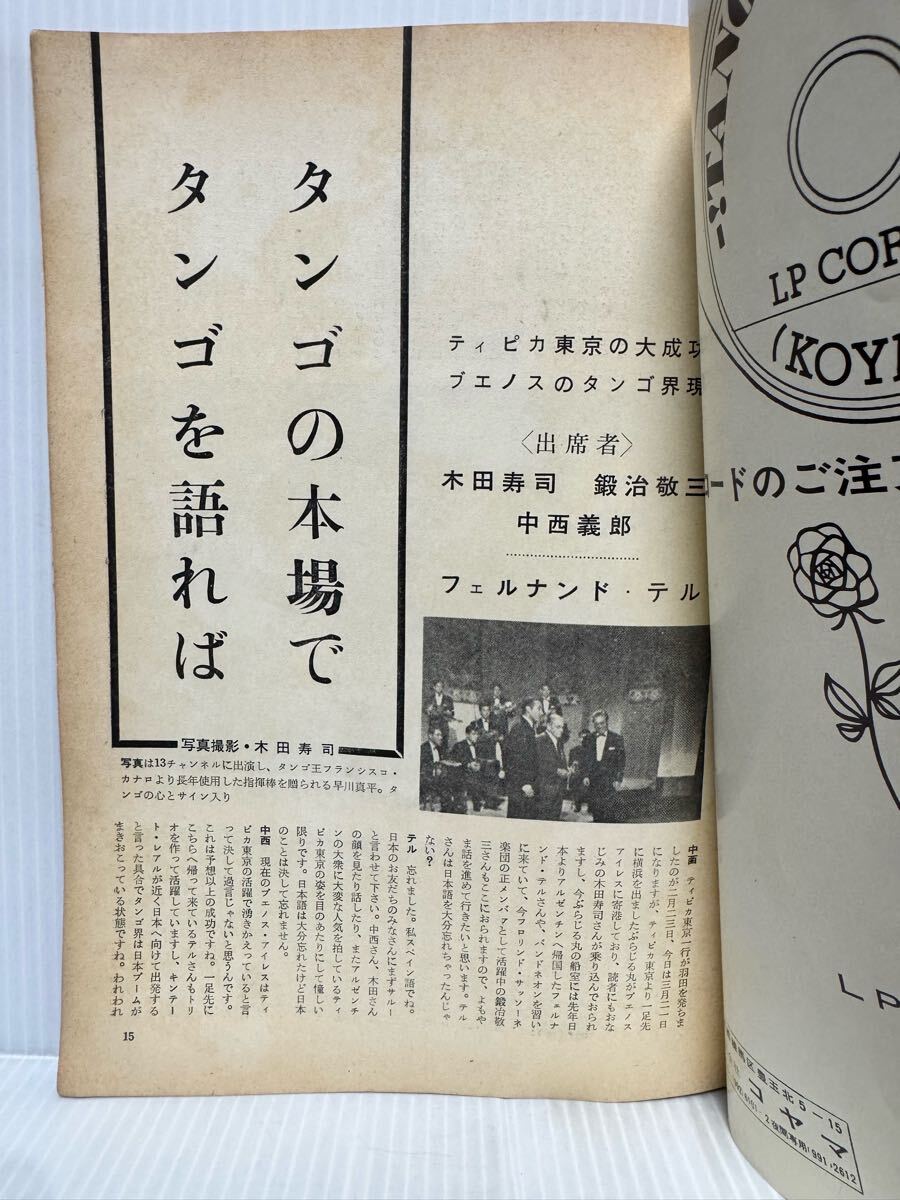 タンゴの本場で
タンゴを語れば
ティピカ東京の大成功
ブエノスのタンゴ界現
〈出席者〉
木田寿司 鍛治敬三
中西義郎
フェルナンド・テル
写真撮影・木田寿司
写真は13チャンネルに出演し、タンゴ王フランシスコ・
カナロより長年使用した指揮棒を贈られる早川真平。タ
ンゴの心とサイン入り
中西 ティピカ東京一行が羽田を発ちま
したのが二月二三日、今日は三月二一日
になりますが、ティピカ東京より一足先
に横浜を出ましたぶらじる丸がブエノス
アイレスに寄港しており、読者にもおな
じみの木田寿司さんが乗り込んでおられ
ますし、今ぶらじる丸の船室には先年日
本よりアルゼンチンへ帰国したフェルナ
ンド・テルさんや、バンドネオンを習い
に来ていて、今フロリンド・サッソーネ
楽団の正メンバァとして活躍中の鍛治敬
三さんもここにおられますので、よもや
ま話を進めて行きたいと思います。テル
さんは日本語を大分忘れちゃったんじゃ
ない?
テル 忘れました。私スペイン語でね。
日本のお友だちのみなさんにまずサルー
と言わせて下さい。中西さん、木田さん
の顔を見たり話したり、またアルゼンチ
ンの大衆に大変な人気を拍しているティ
ピカ東京の姿を目のあたりにして懐しい
限りです。日本語は大分忘れたけど日本
のことは決して忘れません。
中西 現在のブエノス・アイレスはティ
ピカ東京の活躍で湧きかえっていると言
って決して過言じゃないと思うんです。
これは予想以上の成功ですね。一足先に
こちらへ帰って来ているテルさんもトリ
オを作って活躍していますし、キンテー
ト・レアルが近く日本へ向けて出発する
と言った具合でタンゴ界は日本ブームが
まきおこっている状態ですね。われわれ
15
LP COR
(KOY
コードのご注文
LP
区豊玉北5-15
コヤマ
2夜間専用(991)2612